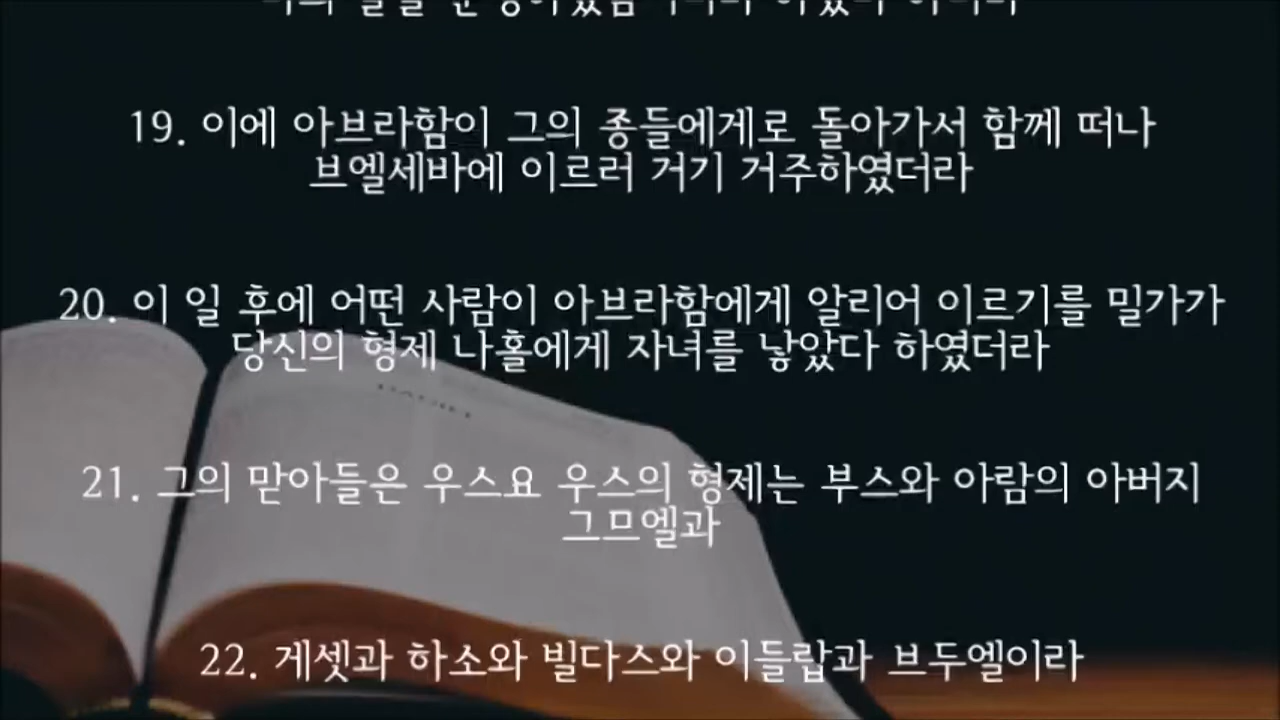 19. 이에 아브라함이 그의 종들에게로 돌아가서 함께 떠나
브엘세바에 이르러 거기 거주하였더라
20. 이 일 후에 어떤 사람이 아브라함에게 알리어 이르기를 밀가가
당신의 형제 나홀에게 자녀를 낳았다 하였더라
21. 그의 맏아들은 우스요 우스의 형제는 부스와 아람의 아버지
그므엘과
22. 게셋과 하소와 빌다스와 이들랍과 브두엘이라